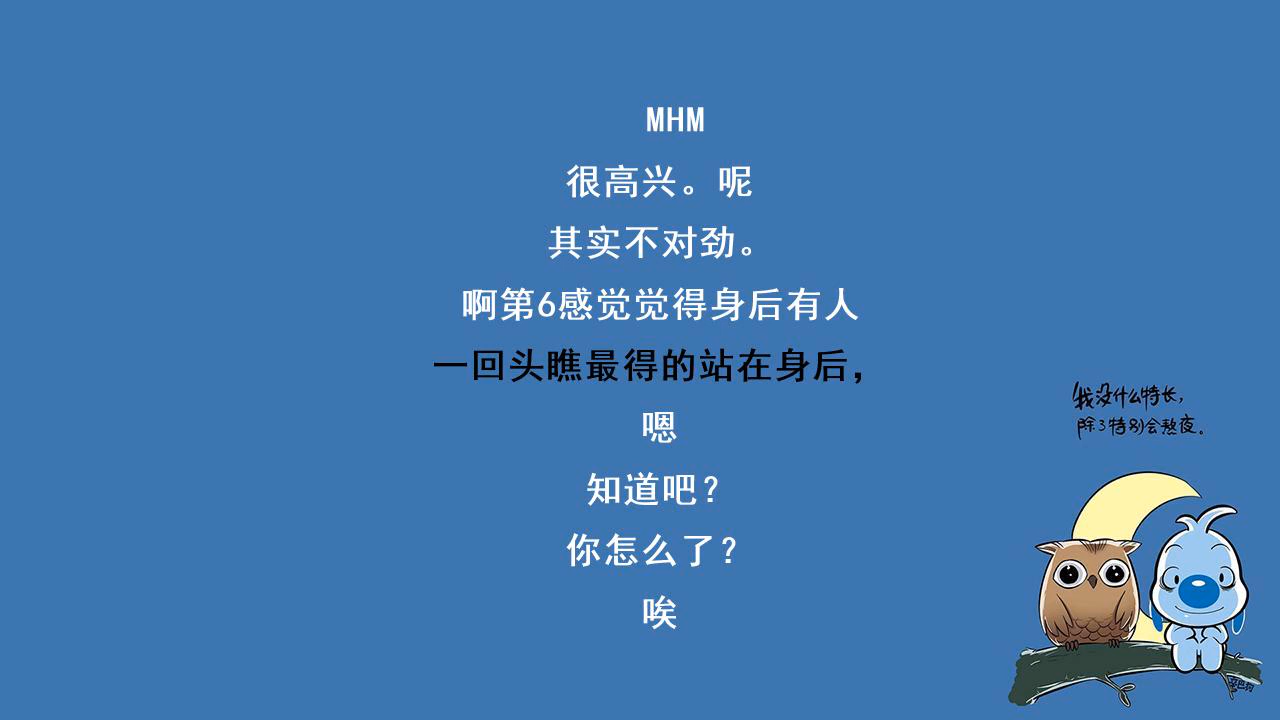 MHM
很高兴。呢
其实不对劲。
啊第6感觉觉得身后有人
一回头瞧最得的站在身后，
嗯
知道吧？
你怎么了？
唉
我没什么特长，
除了特别会熬夜。